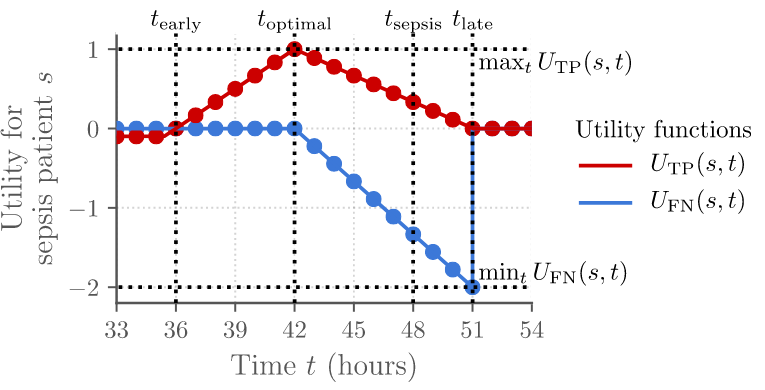 t_early t_optimal t_sepsis t_late
1
max_t U_TP(s, t)
0
−1
−2
min_t U_FN(s, t)
Utility for
sepsis patient s
33 36 39 42 45 48 51 54
Time t (hours)
Utility functions
U_TP(s, t)
U_FN(s, t)